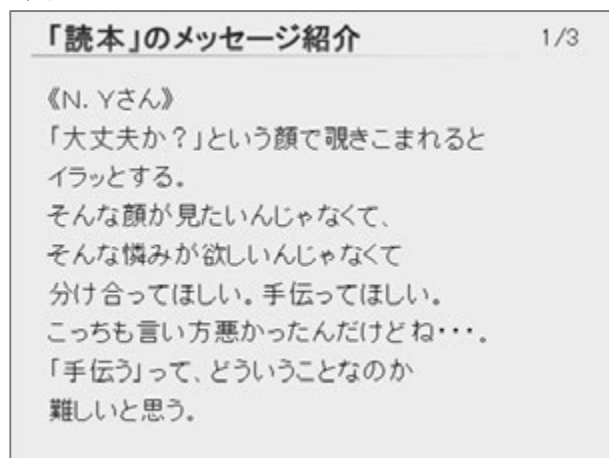 「読本」のメッセージ紹介 1/3
《N. Yさん》
「大丈夫か？」という顔で覗きこまれると
イラッとする。
そんな顔が見たいんじゃなくて、
そんな憐みが欲しいんじゃなくて
分け合ってほしい。手伝ってほしい。
こっちも言い方悪かったんだけどね・・・。
「手伝う」って、どういうことなのか
難しいと思う。